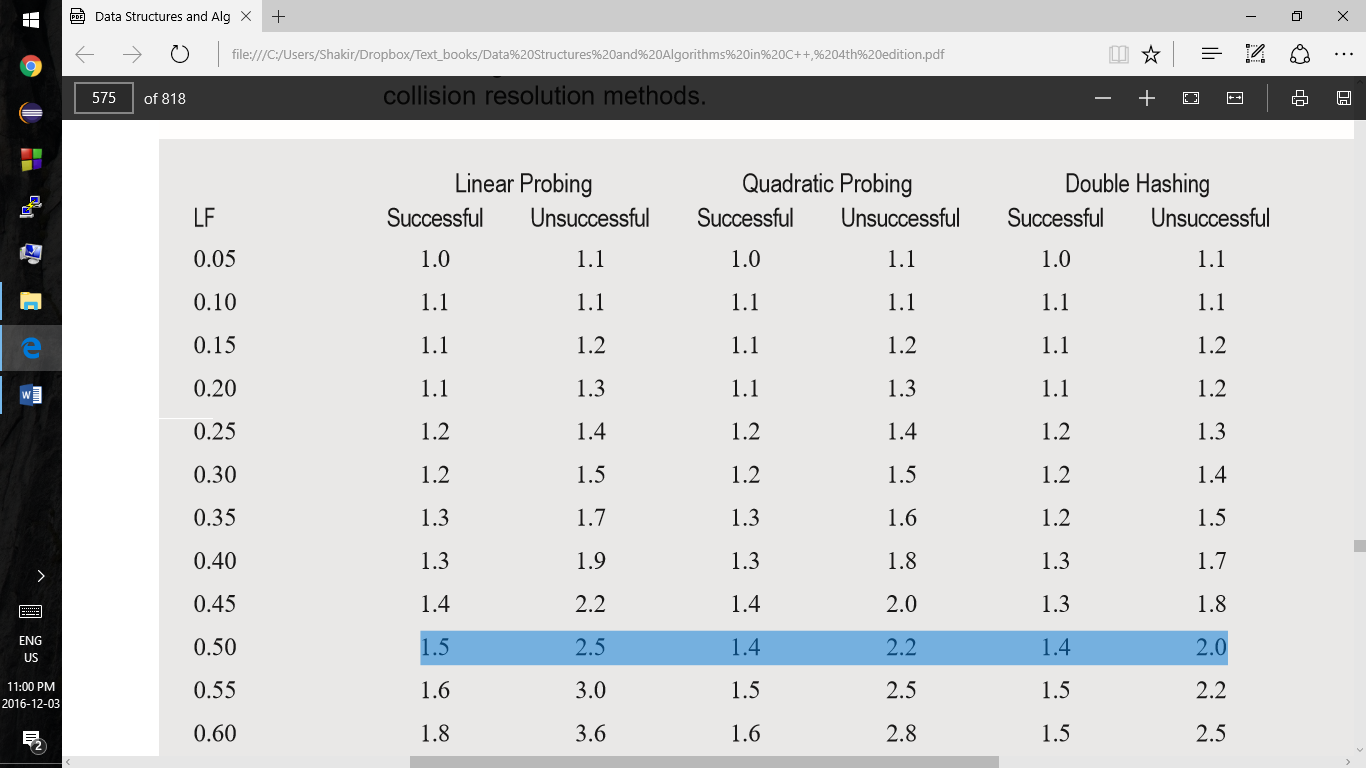 Data Structures and Alg
file:///C:/Users/Shakir/Dropbox/Text_books/Data%20Structures%20and%20Algorithms%20in%20C++,%204th%20edition.pdf
575 of 818
collision resolution methods.
Linear Probing Quadratic Probing Double Hashing
LF Successful Unsuccessful Successful Unsuccessful Successful Unsuccessful
0.05 1.0 1.1 1.0 1.1 1.0 1.1
0.10 1.1 1.1 1.1 1.1 1.1 1.1
0.15 1.1 1.2 1.1 1.2 1.1 1.2
0.20 1.1 1.3 1.1 1.3 1.1 1.2
0.25 1.2 1.4 1.2 1.4 1.2 1.3
0.30 1.2 1.5 1.2 1.5 1.2 1.4
0.35 1.3 1.7 1.3 1.6 1.2 1.5
0.40 1.3 1.9 1.3 1.8 1.3 1.7
0.45 1.4 2.2 1.4 2.0 1.3 1.8
0.50 1.5 2.5 1.4 2.2 1.4 2.0
0.55 1.6 3.0 1.5 2.5 1.5 2.2
0.60 1.8 3.6 1.6 2.8 1.5 2.5
ENG
US
11:00 PM
2016-12-03
2